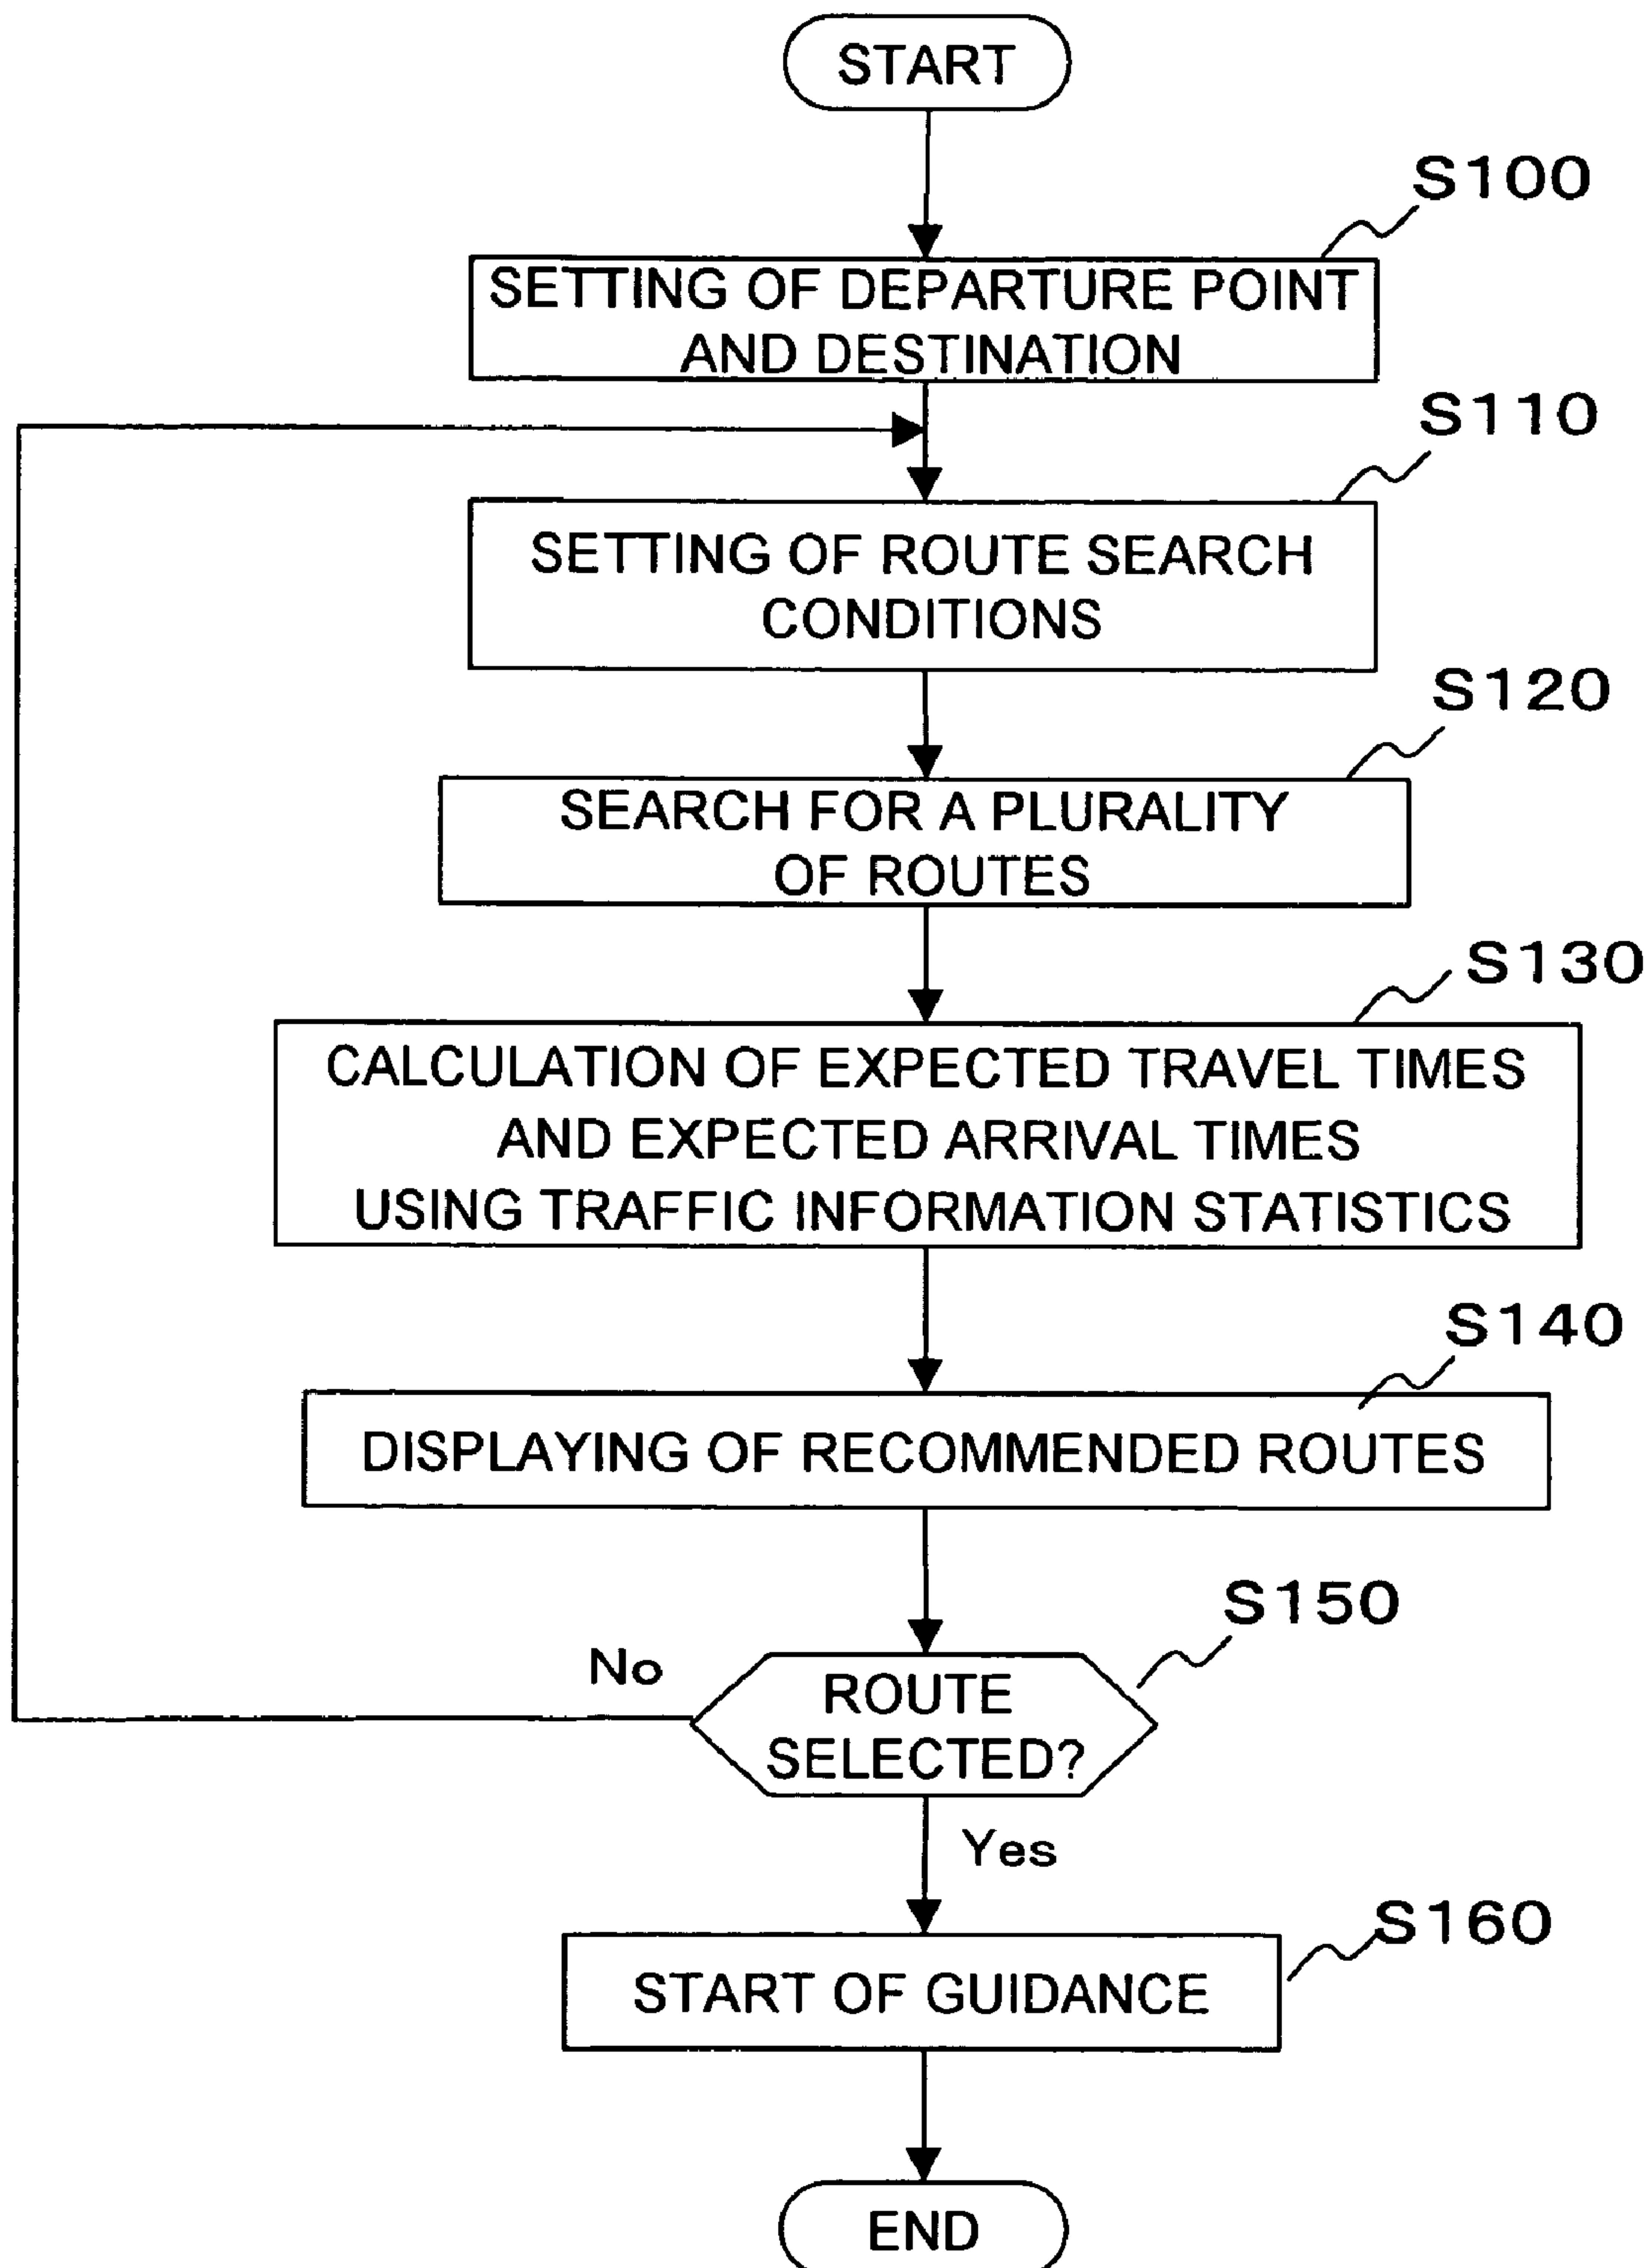 START
S100
SETTING OF DEPARTURE POINT
AND DESTINATION
S110
SETTING OF ROUTE SEARCH
CONDITIONS
S120
SEARCH FOR A PLURALITY
OF ROUTES
S130
CALCULATION OF EXPECTED TRAVEL TIMES
AND EXPECTED ARRIVAL TIMES
USING TRAFFIC INFORMATION STATISTICS
S140
DISPLAYING OF RECOMMENDED ROUTES
S150
No
ROUTE
SELECTED?
Yes
S160
START OF GUIDANCE
END